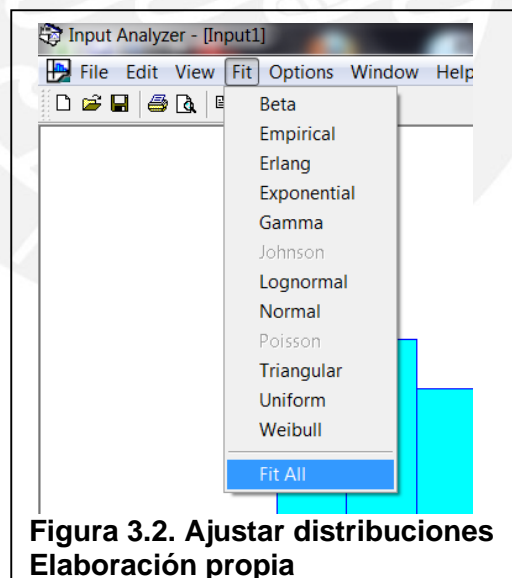 Input Analyzer - [Input1]
File Edit View Fit Options Window Help
Beta
Empirical
Erlang
Exponential
Gamma
Johnson
Lognormal
Normal
Poisson
Triangular
Uniform
Weibull
Fit All
Figura 3.2. Ajustar distribuciones
Elaboración propia